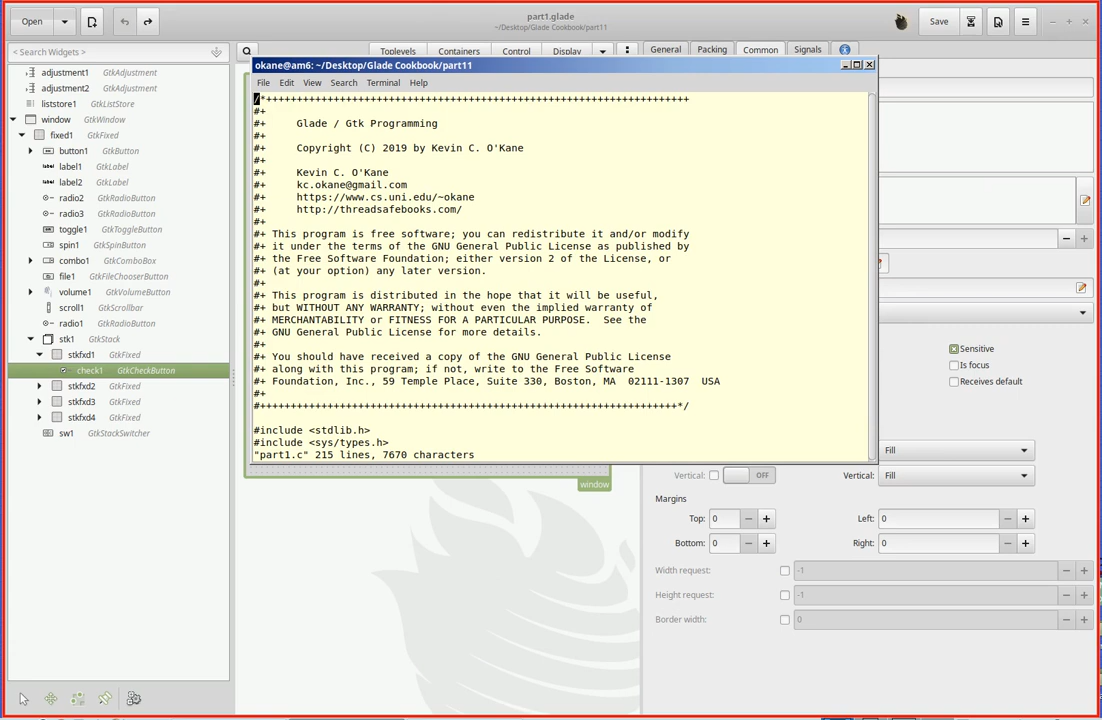 part1.glade
~/Desktop/Glade Cookbook/part11
Open
Save
< Search Widgets >
Toplevels
Containers
Control
Display
General
Packing
Common
Signals
adjustment1 GtkAdjustment
adjustment2 GtkAdjustment
liststore1 GtkListStore
window GtkWindow
fixed1 GtkFixed
button1 GtkButton
label1 GtkLabel
label2 GtkLabel
radio2 GtkRadioButton
radio3 GtkRadioButton
toggle1 GtkToggleButton
spin1 GtkSpinButton
combo1 GtkComboBox
file1 GtkFileChooserButton
volume1 GtkVolumeButton
scroll1 GtkScrollbar
radio1 GtkRadioButton
stk1 GtkStack
stkfxd1 GtkFixed
check1 GtkCheckButton
stkfxd2 GtkFixed
stkfxd3 GtkFixed
stkfxd4 GtkFixed
sw1 GtkStackSwitcher
okane@am6: ~/Desktop/Glade Cookbook/part11
File Edit View Search Terminal Help
/*++++++++++++++++++++++++++++++++++++++++++++++++++++++++++++++++++++
#+
#+ Glade / Gtk Programming
#+
#+ Copyright (C) 2019 by Kevin C. O'Kane
#+
#+ Kevin C. O'Kane
#+ kc.okane@gmail.com
#+ https://www.cs.uni.edu/~okane
#+ http://threadsafebooks.com/
#+
#+ This program is free software; you can redistribute it and/or modify
#+ it under the terms of the GNU General Public License as published by
#+ the Free Software Foundation; either version 2 of the License, or
#+ (at your option) any later version.
#+
#+ This program is distributed in the hope that it will be useful,
#+ but WITHOUT ANY WARRANTY; without even the implied warranty of
#+ MERCHANTABILITY or FITNESS FOR A PARTICULAR PURPOSE. See the
#+ GNU General Public License for more details.
#+
#+ You should have received a copy of the GNU General Public License
#+ along with this program; if not, write to the Free Software
#+ Foundation, Inc., 59 Temple Place, Suite 330, Boston, MA 02111-1307 USA
#+
#++++++++++++++++++++++++++++++++++++++++++++++++++++++++++++++++++++*/
#include <stdlib.h>
#include <sys/types.h>
"part1.c" 215 lines, 7670 characters
window
Sensitive
Is focus
Receives default
Fill
Vertical: OFF Vertical: Fill
Margins
Top: 0 Left: 0
Bottom: 0 Right: 0
Width request: -1
Height request: -1
Border width: 0